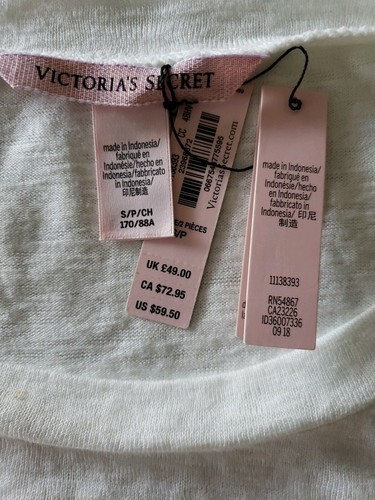 VICTORIA'S SECRET
made in Indonesia/
fabriqué en
Indonésie/hecho en
Indonesia/fabbricato
in Indonesia/
印尼
制造
S/P/CH
170/88A
VictoriasSecret.com
PIÈCES
UK £49.00
CA $72.95
US $59.50
made in Indonesia/
fabriqué en
Indonésie/hecho en
Indonesia/fabbricato
in Indonesia/ 印尼
制造
11138393
RN54867
CA23226
ID36007336
09 18